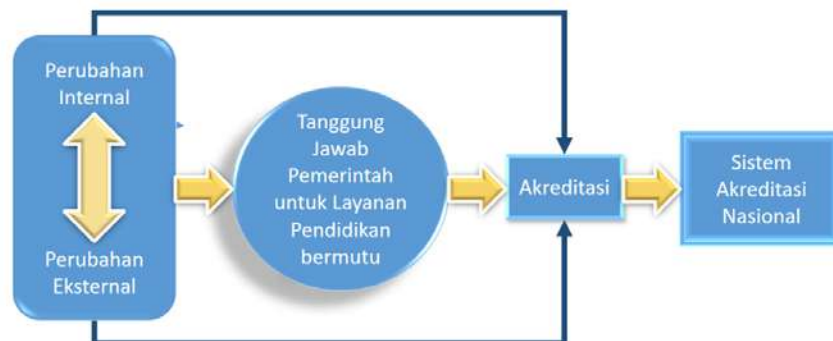 Perubahan
Internal
Perubahan
Eksternal
Tanggung
Jawab
Pemerintah
untuk Layanan
Pendidikan
bermutu
Akreditasi
Sistem
Akreditasi
Nasional